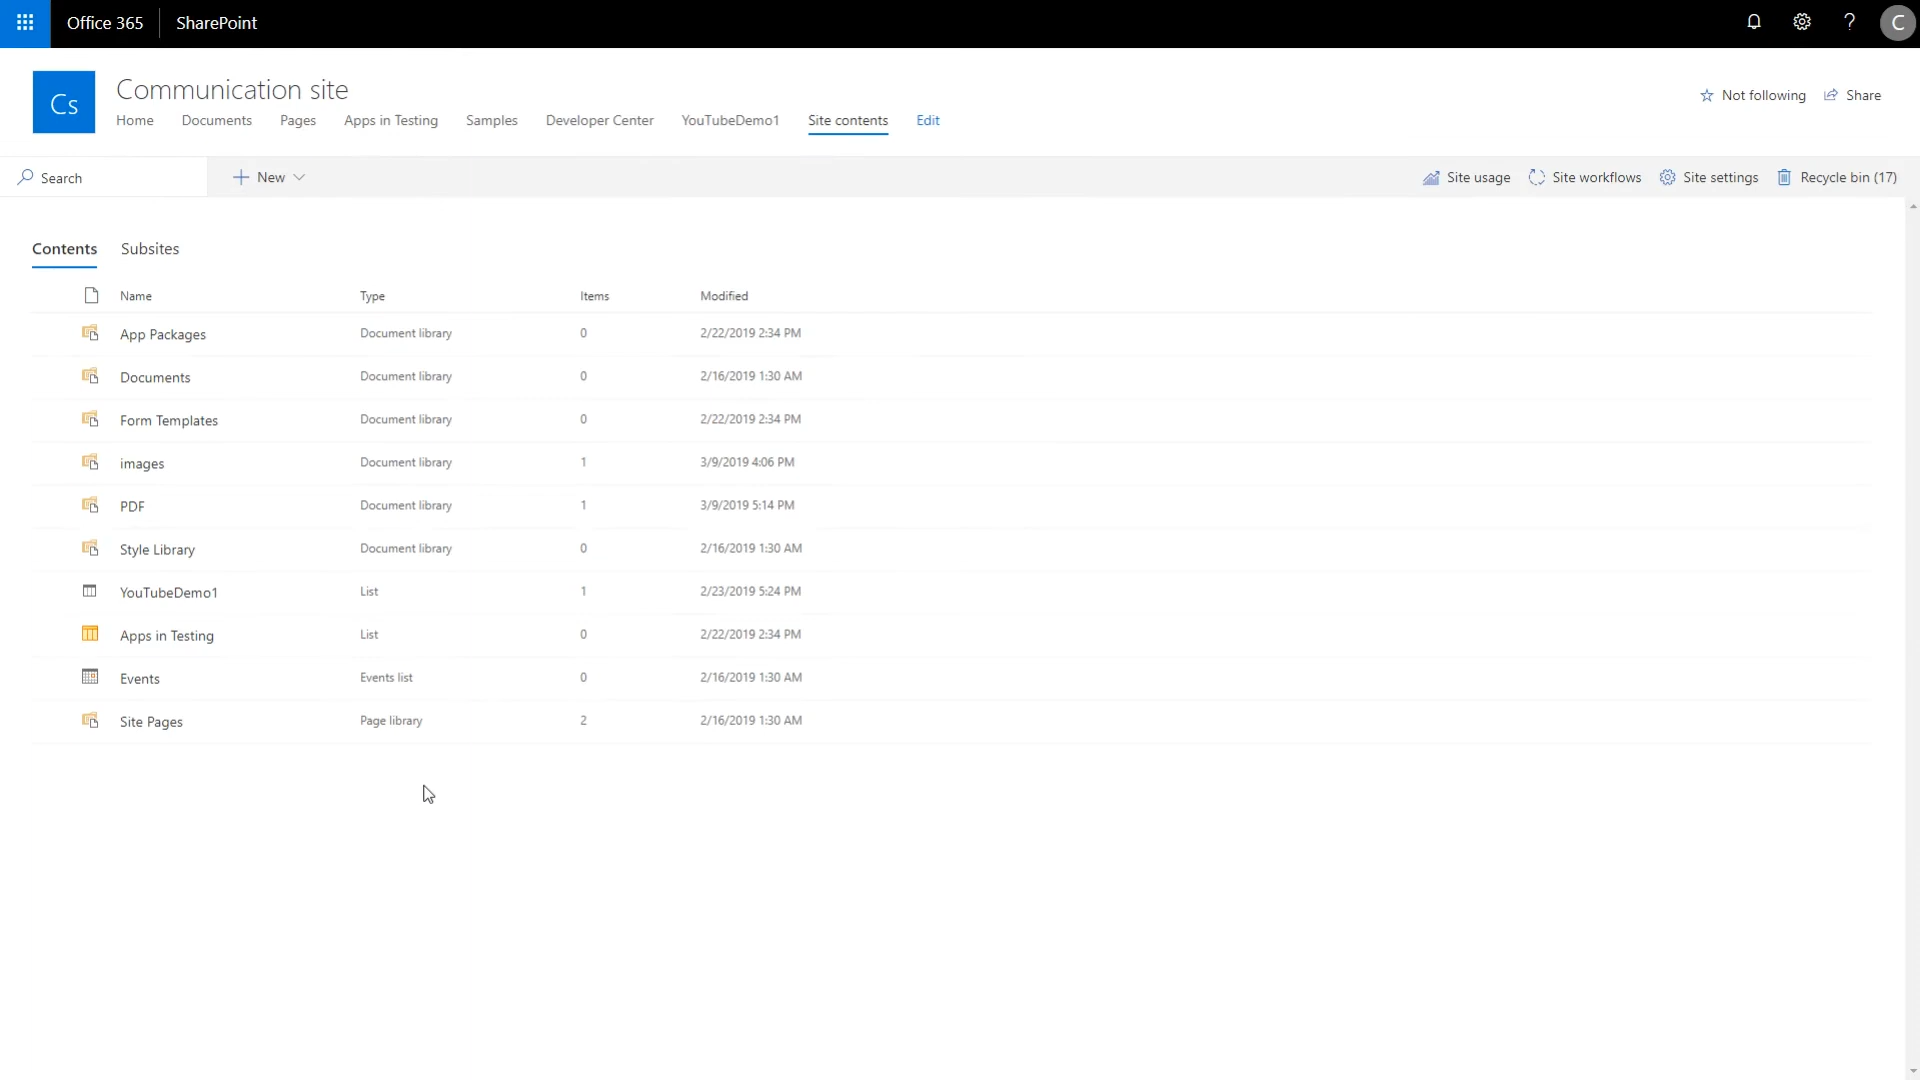 Office 365 SharePoint ? C
Cs Communication site
Not following Share
Home Documents Pages Apps in Testing Samples Developer Center YouTubeDemo1 Site contents Edit
Search New Site usage Site workflows Site settings Recycle bin (17)
Contents Subsites
Name Type Items Modified
App Packages Document library 0 2/22/2019 2:34 PM
Documents Document library 0 2/16/2019 1:30 AM
Form Templates Document library 0 2/22/2019 2:34 PM
images Document library 1 3/9/2019 4:06 PM
PDF Document library 1 3/9/2019 5:14 PM
Style Library Document library 0 2/16/2019 1:30 AM
YouTubeDemo1 List 1 2/23/2019 5:24 PM
Apps in Testing List 0 2/22/2019 2:34 PM
Events Events list 0 2/16/2019 1:30 AM
Site Pages Page library 2 2/16/2019 1:30 AM